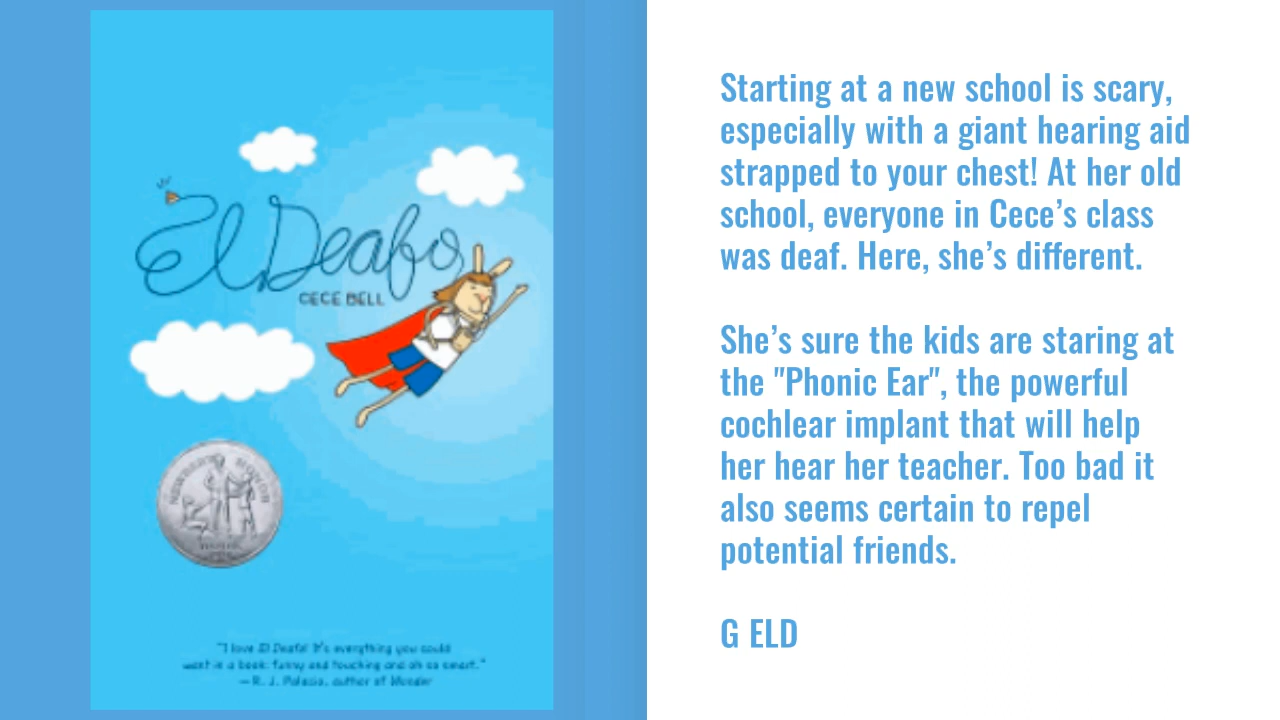 El Deafo
CECE BELL
NEWBERY HONOR
"I love El Deafo! It's everything you could
want in a book: funny and touching and oh so smart."
— R. J. Palacio, author of Wonder
Starting at a new school is scary,
especially with a giant hearing aid
strapped to your chest! At her old
school, everyone in Cece’s class
was deaf. Here, she’s different.
She’s sure the kids are staring at
the "Phonic Ear", the powerful
cochlear implant that will help
her hear her teacher. Too bad it
also seems certain to repel
potential friends.
G ELD